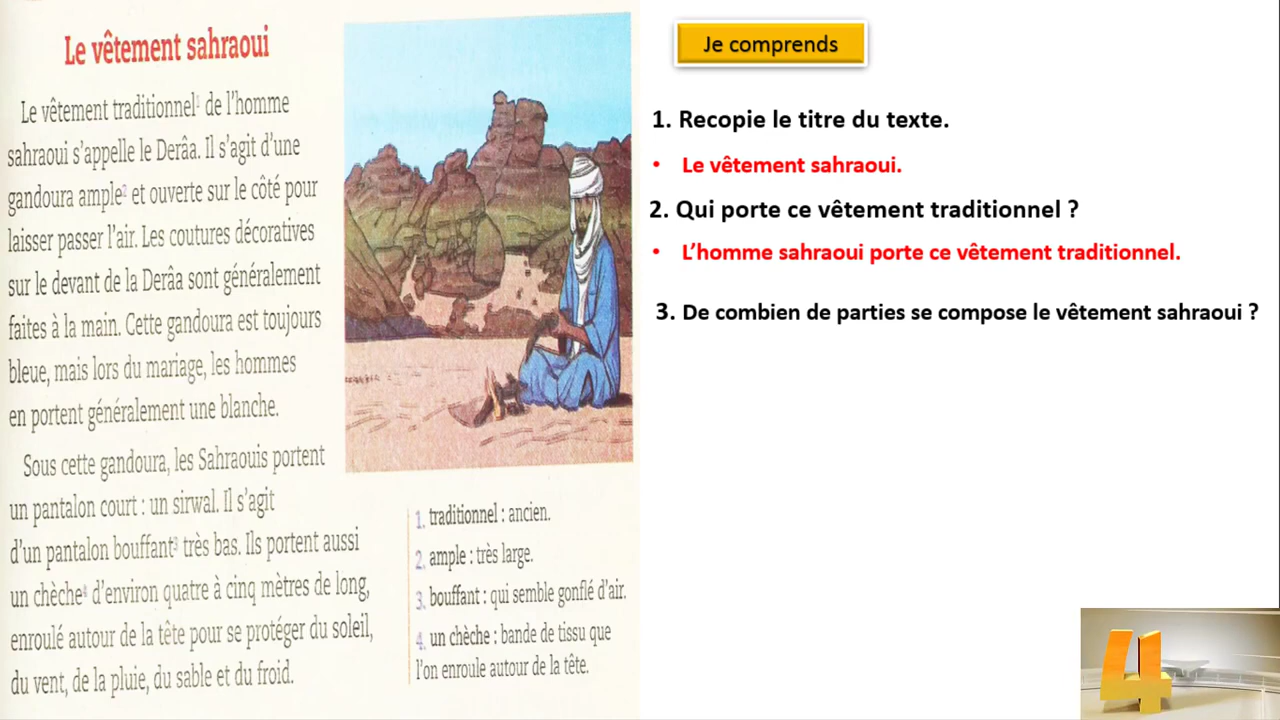 Le vêtement sahraoui
Le vêtement traditionnel¹ de l'homme
sahraoui s'appelle le Derâa. Il s'agit d'une
gandoura ample² et ouverte sur le côté pour
laisser passer l'air. Les coutures décoratives
sur le devant de la Derâa sont généralement
faites à la main. Cette gandoura est toujours
bleue, mais lors du mariage, les hommes
en portent généralement une blanche.
Sous cette gandoura, les Sahraouis portent
un pantalon court : un sirwal. Il s'agit
d'un pantalon bouffant³ très bas. Ils portent aussi
un chèche⁴ d'environ quatre à cinq mètres de long,
enroulé autour de la tête pour se protéger du soleil,
du vent, de la pluie, du sable et du froid.
1. traditionnel : ancien.
2. ample : très large.
3. bouffant : qui semble gonflé d'air.
4. un chèche : bande de tissu que
l'on enroule autour de la tête.
Je comprends
1. Recopie le titre du texte.
• Le vêtement sahraoui.
2. Qui porte ce vêtement traditionnel ?
• L'homme sahraoui porte ce vêtement traditionnel.
3. De combien de parties se compose le vêtement sahraoui ?
4